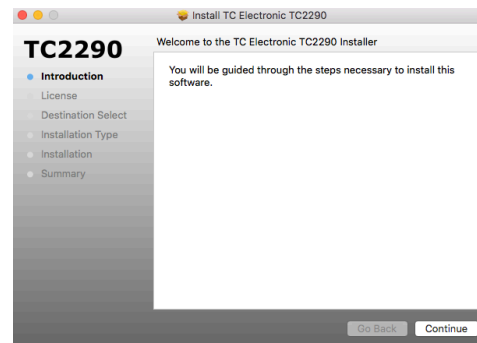 Install TC Electronic TC2290
TC2290
Welcome to the TC Electronic TC2290 Installer
Introduction
License
Destination Select
Installation Type
Installation
Summary
You will be guided through the steps necessary to install this
software.
Go Back
Continue